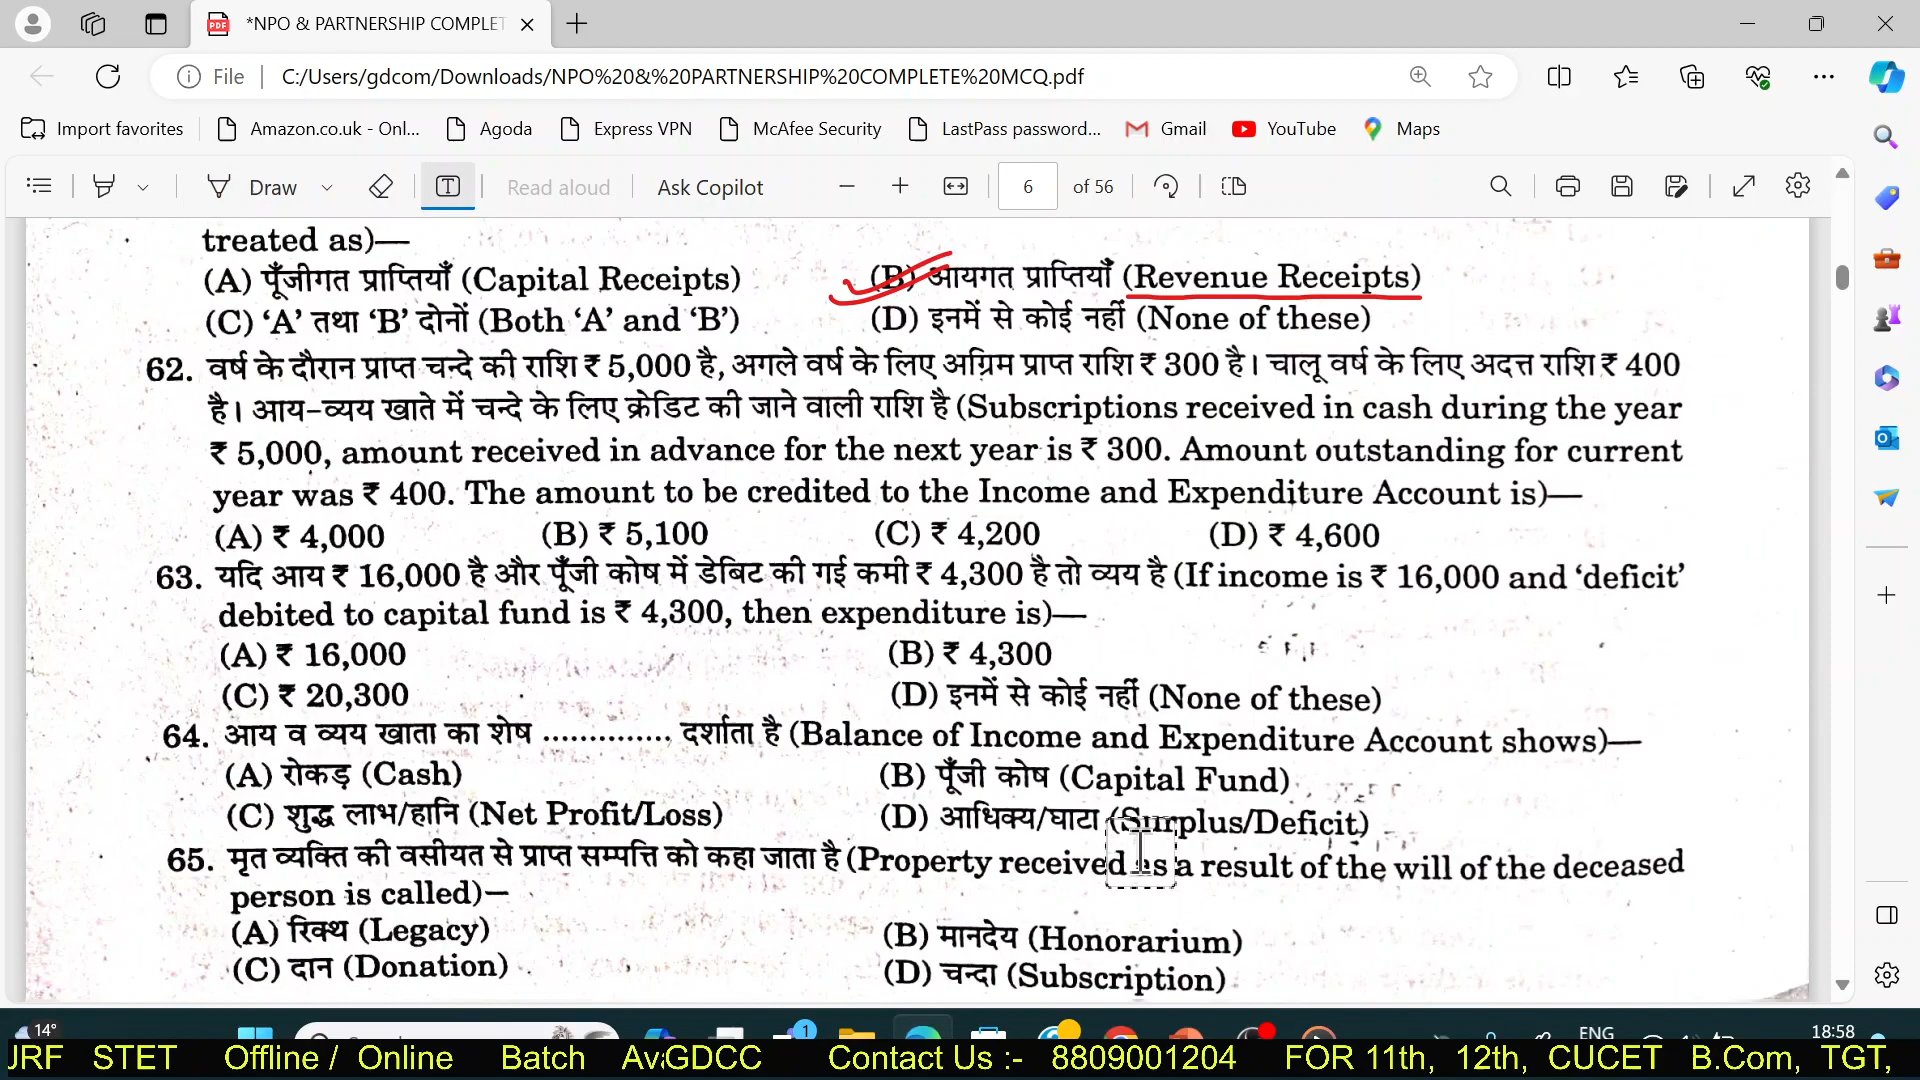 *NPO & PARTNERSHIP COMPLET
File C:/Users/gdcom/Downloads/NPO%20&%20PARTNERSHIP%20COMPLETE%20MCQ.pdf
Import favorites Amazon.co.uk - Onl... Agoda Express VPN McAfee Security LastPass password... Gmail YouTube Maps
Draw Read aloud Ask Copilot 6 of 56
treated as)—
(A) पूँजीगत प्राप्तियाँ (Capital Receipts) (B) आयगत प्राप्तियाँ (Revenue Receipts)
(C) ‘A’ तथा ‘B’ दोनों (Both ‘A’ and ‘B’) (D) इनमें से कोई नहीं (None of these)
62. वर्ष के दौरान प्राप्त चन्दे की राशि ₹ 5,000 है, अगले वर्ष के लिए अग्रिम प्राप्त राशि ₹ 300 है। चालू वर्ष के लिए अदत्त राशि ₹ 400
है। आय-व्यय खाते में चन्दे के लिए क्रेडिट की जाने वाली राशि है (Subscriptions received in cash during the year
₹ 5,000, amount received in advance for the next year is ₹ 300. Amount outstanding for current
year was ₹ 400. The amount to be credited to the Income and Expenditure Account is)—
(A) ₹ 4,000 (B) ₹ 5,100 (C) ₹ 4,200 (D) ₹ 4,600
63. यदि आय ₹ 16,000 है और पूँजी कोष में डेबिट की गई कमी ₹ 4,300 है तो व्यय है (If income is ₹ 16,000 and ‘deficit’
debited to capital fund is ₹ 4,300, then expenditure is)—
(A) ₹ 16,000 (B) ₹ 4,300
(C) ₹ 20,300 (D) इनमें से कोई नहीं (None of these)
64. आय व व्यय खाता का शेष .............. दर्शाता है (Balance of Income and Expenditure Account shows)—
(A) रोकड़ (Cash) (B) पूँजी कोष (Capital Fund)
(C) शुद्ध लाभ/हानि (Net Profit/Loss) (D) आधिक्य/घाटा (Surplus/Deficit)
65. मृत व्यक्ति की वसीयत से प्राप्त सम्पत्ति को कहा जाता है (Property received as a result of the will of the deceased
person is called)—
(A) रिक्थ (Legacy) (B) मानदेय (Honorarium)
(C) दान (Donation) (D) चन्दा (Subscription)
14° 1 ENG 18:58
JRF STET Offline / Online Batch Ava GDCC Contact Us :- 8809001204 FOR 11th, 12th, CUCET B.Com, TGT,